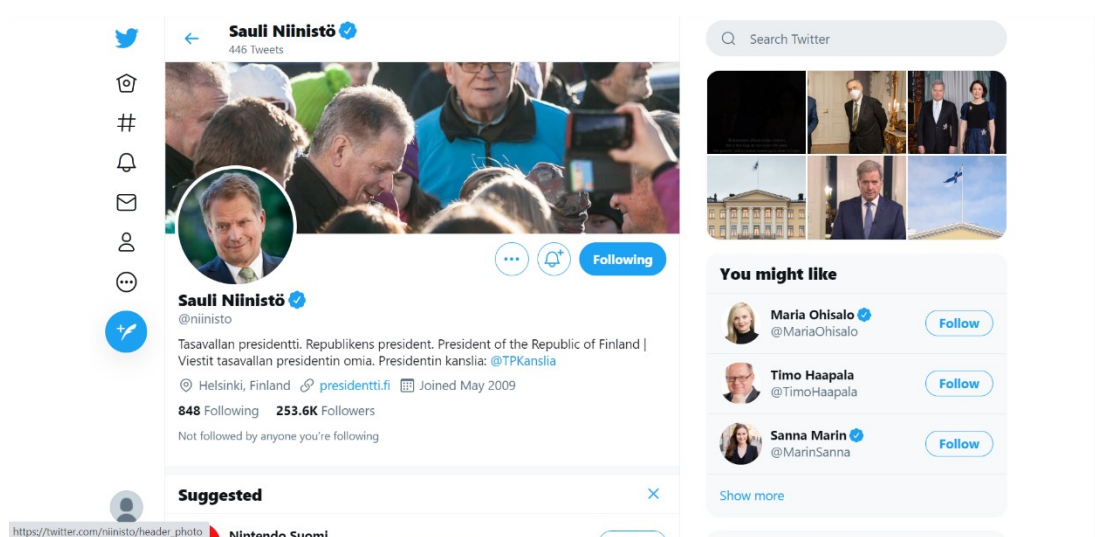 Sauli Niinistö
446 Tweets
Following
Sauli Niinistö
@niinisto
Tasavallan presidentti. Republikens president. President of the Republic of Finland |
Viestit tasavallan presidentin omia. Presidentin kanslia: @TPKanslia
Helsinki, Finland presidentti.fi Joined May 2009
848 Following 253.6K Followers
Not followed by anyone you're following
Suggested
Nintendo Suomi
https://twitter.com/niinisto/header_photo
Search Twitter
You might like
Maria Ohisalo
@MariaOhisalo
Follow
Timo Haapala
@TimoHaapala
Follow
Sanna Marin
@MarinSanna
Follow
Show more